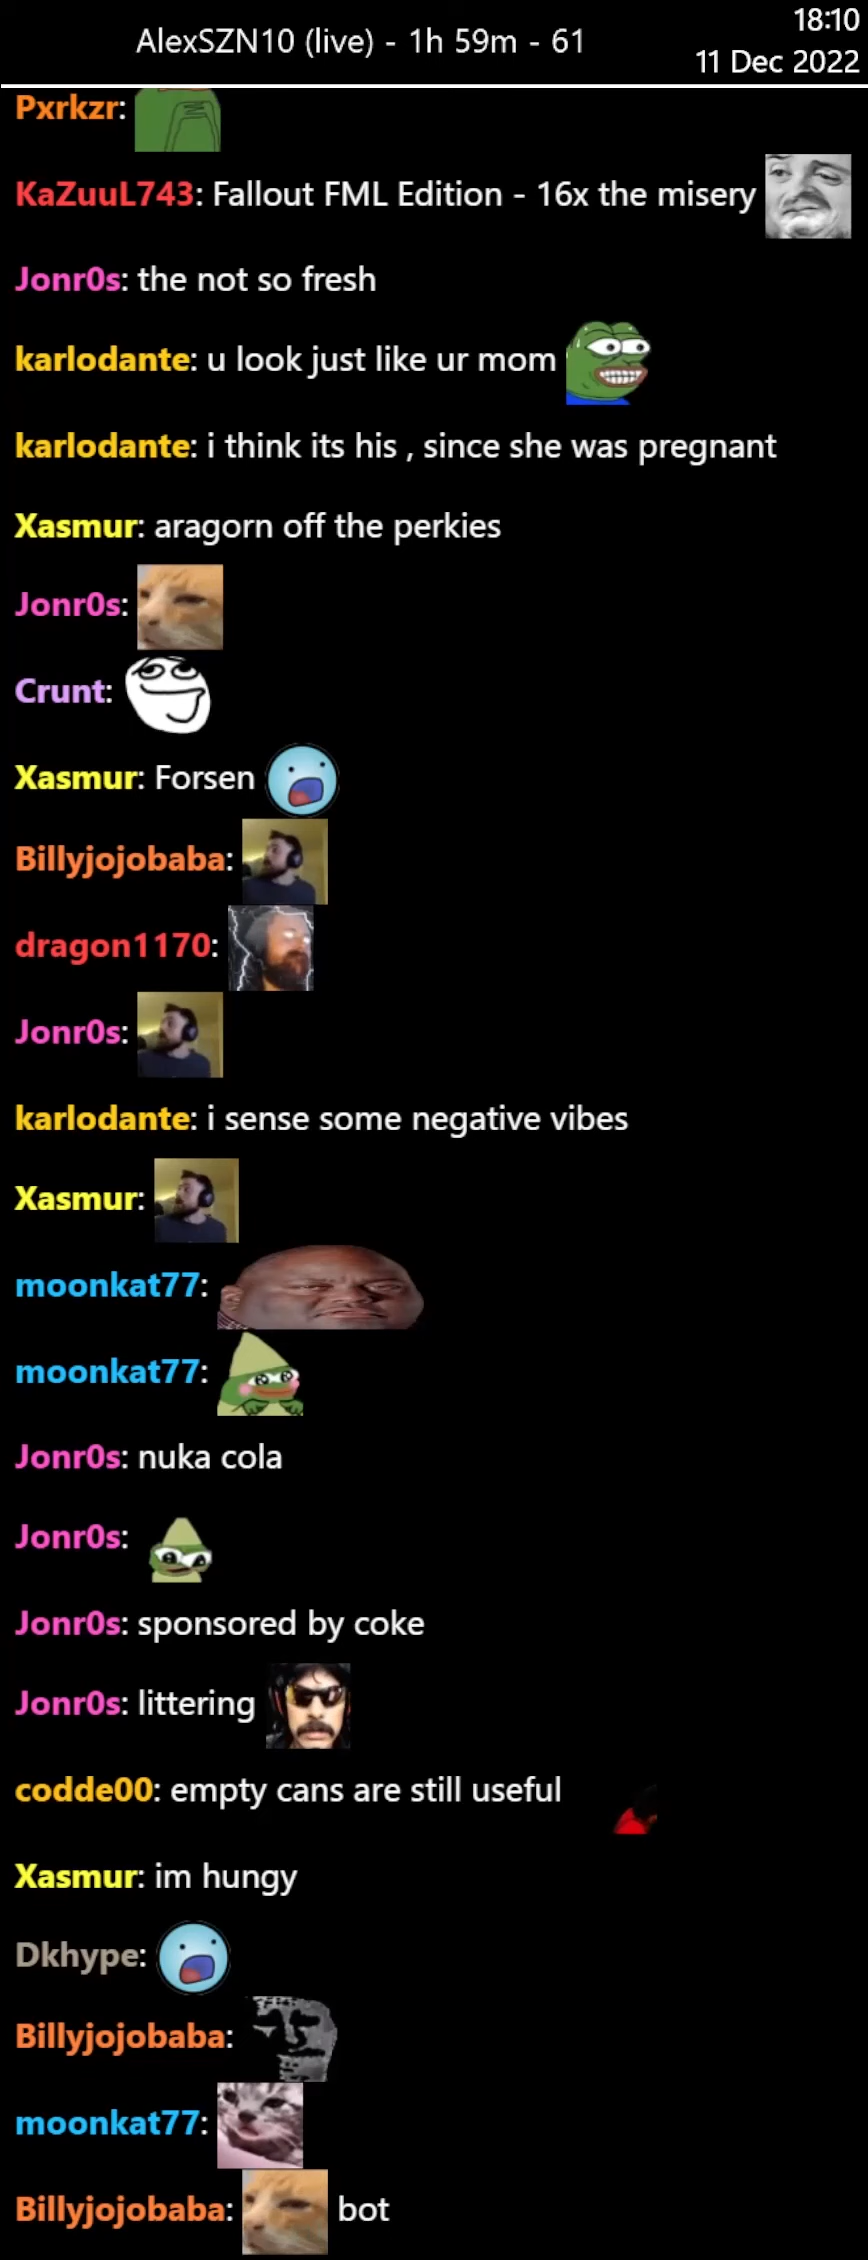 18:10
AlexSZN10 (live) - 1h 59m - 61
11 Dec 2022
Pxrkzr:
KaZuuL743: Fallout FML Edition - 16x the misery
Jonr0s: the not so fresh
karlodante: u look just like ur mom
karlodante: i think its his , since she was pregnant
Xasmur: aragorn off the perkies
Jonr0s:
Crunt:
Xasmur: Forsen
Billyjojobaba:
dragon1170:
Jonr0s:
karlodante: i sense some negative vibes
Xasmur:
moonkat77:
moonkat77:
Jonr0s: nuka cola
Jonr0s:
Jonr0s: sponsored by coke
Jonr0s: littering
codde00: empty cans are still useful
Xasmur: im hungy
Dkhype:
Billyjojobaba:
moonkat77:
Billyjojobaba: bot